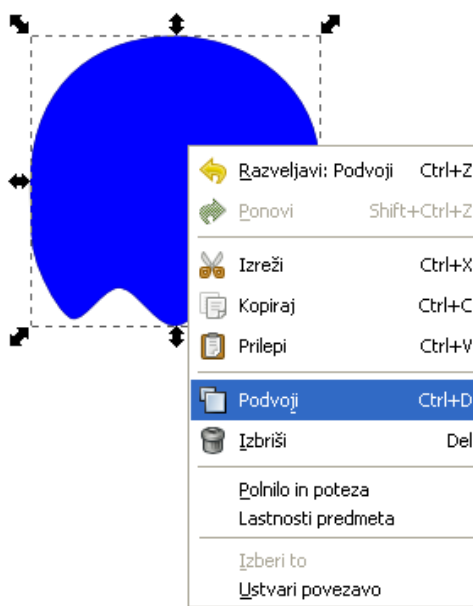 Razveljavi: Podvoji Ctrl+Z
Ponovi Shift+Ctrl+Z
Izreži Ctrl+X
Kopiraj Ctrl+C
Prilepi Ctrl+V
Podvoji Ctrl+D
Izbriši Del
Polnilo in poteza
Lastnosti predmeta
Izberi to
Ustvari povezavo